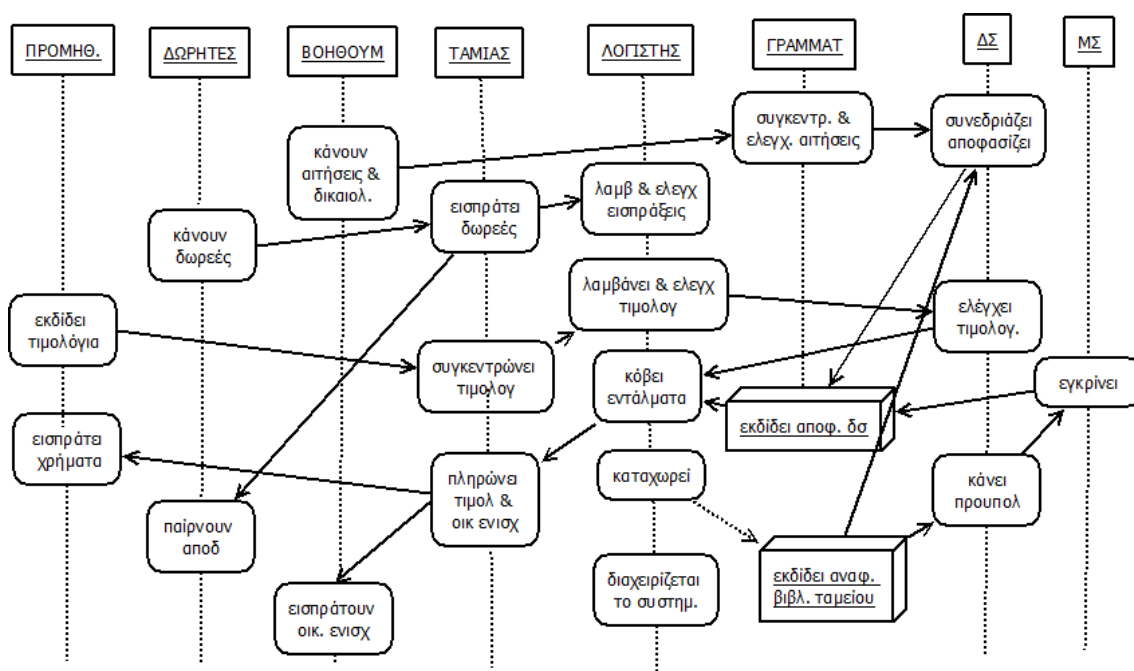 ΠΡΟΜΗΘ.
ΔΩΡΗΤΕΣ
ΒΟΗΘΟΥΜ
ΤΑΜΙΑΣ
ΛΟΓΙΣΤΗΣ
ΓΡΑΜΜΑΤ
ΔΣ
ΜΣ
συγκεντρ. &
ελεγχ. αιτήσεις
συνεδριάζει
αποφασίζει
κάνουν
αιτήσεις &
δικαιολ.
εισπράτει
δωρεές
λαμβ & ελεγχ
εισπράξεις
κάνουν
δωρεές
λαμβάνει & ελεγχ
τιμολογ
ελέγχει
τιμολογ.
εκδίδει
τιμολόγια
συγκεντρώνει
τιμολογ
κόβει
εντάλματα
εγκρίνει
εκδίδει αποφ. δσ
εισπράτει
χρήματα
πληρώνει
τιμολ &
οικ ενισχ
καταχωρεί
κάνει
προυπολ
παίρνουν
αποδ
εκδίδει αναφ.
βιβλ. ταμείου
διαχειρίζεται
το συστημ.
εισπράτουν
οικ. ενισχ